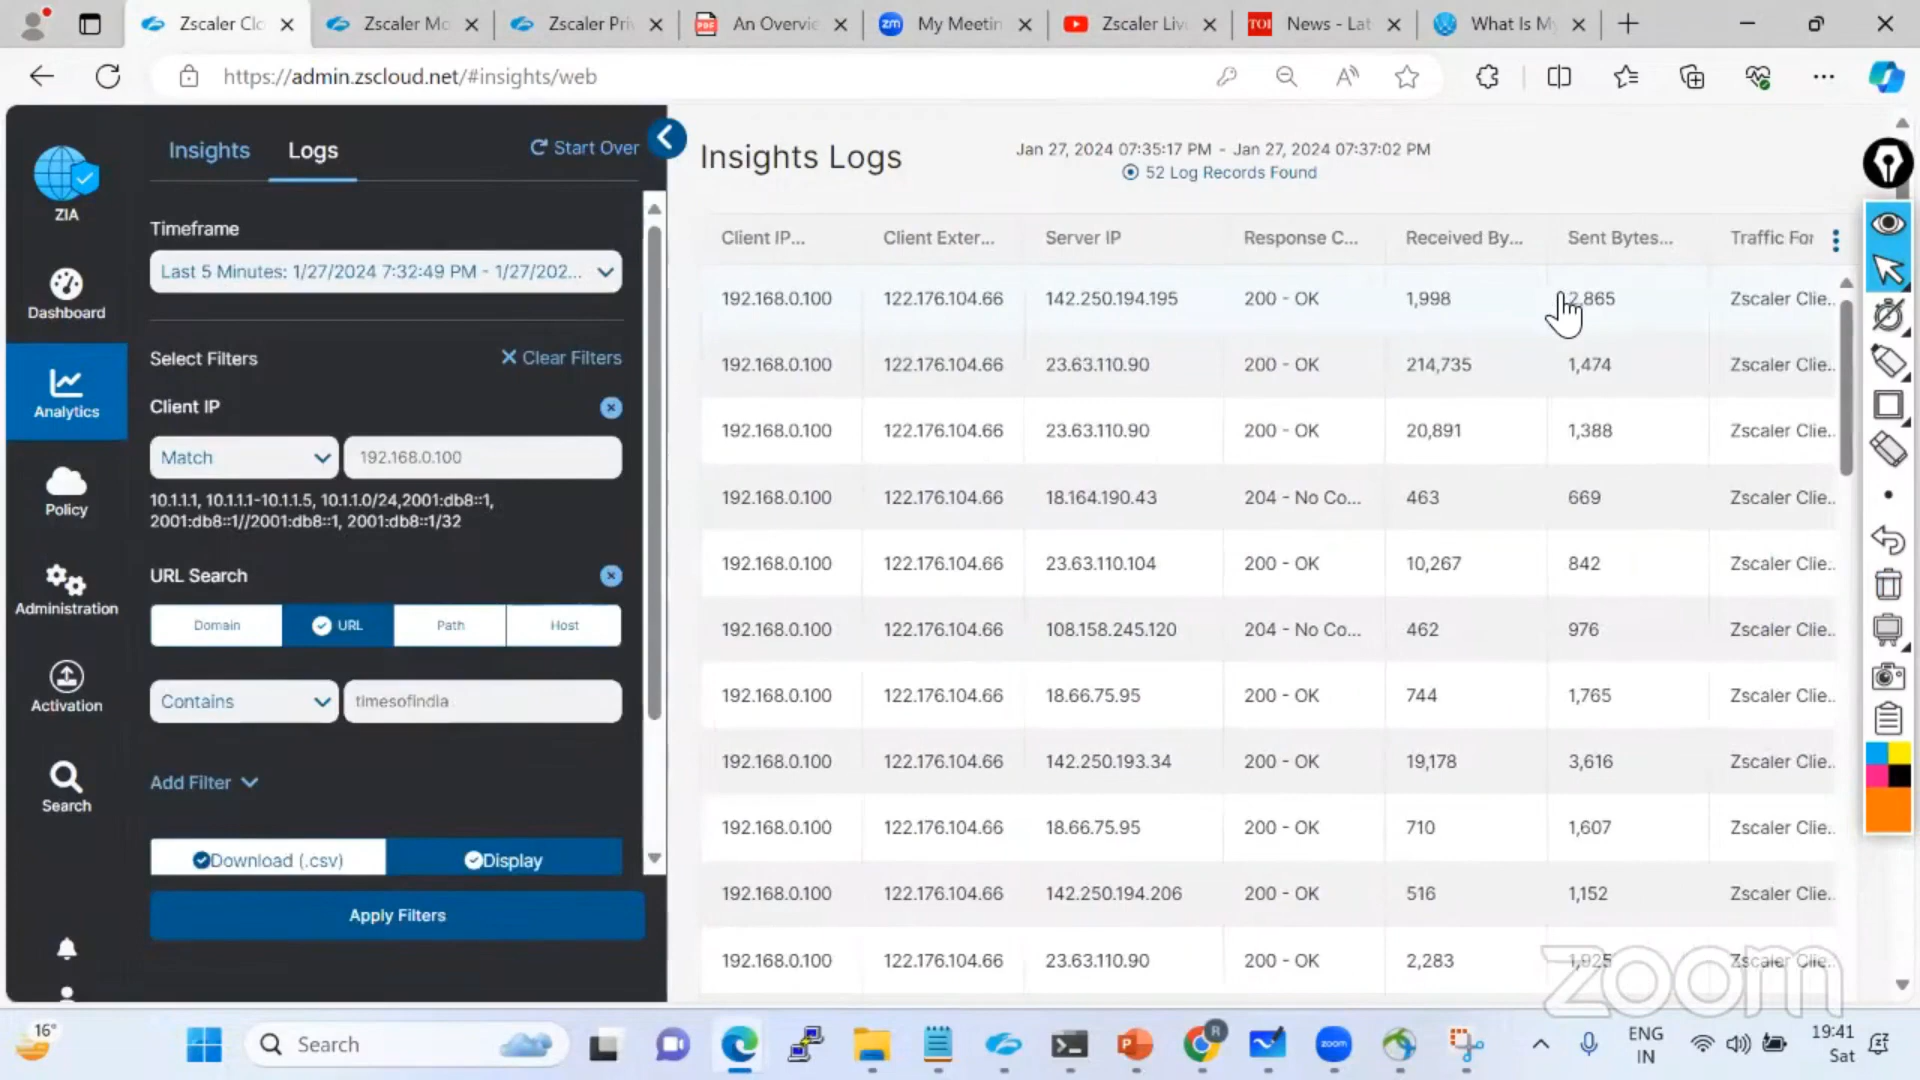 Zscaler Clo
Zscaler Mo
Zscaler Priv
An Overvie
My Meetin
Zscaler Live
TOI
News - Lat
What Is My
https://admin.zscloud.net/#insights/web
ZIA
Dashboard
Analytics
Policy
Administration
Activation
Search
Insights
Logs
Start Over
Timeframe
Last 5 Minutes: 1/27/2024 7:32:49 PM - 1/27/202...
Select Filters
Clear Filters
Client IP
Match
192.168.0.100
10.1.1.1, 10.1.1.1-10.1.1.5, 10.1.1.0/24,2001:db8::1,
2001:db8::1//2001:db8::1, 2001:db8::1/32
URL Search
Domain
URL
Path
Host
Contains
timesofindia
Add Filter
Download (.csv)
Display
Apply Filters
Insights Logs
Jan 27, 2024 07:35:17 PM - Jan 27, 2024 07:37:02 PM
52 Log Records Found
Client IP... Client Exter... Server IP Response C... Received By... Sent Bytes... Traffic For
192.168.0.100 122.176.104.66 142.250.194.195 200 - OK 1,998 2,865 Zscaler Clie..
192.168.0.100 122.176.104.66 23.63.110.90 200 - OK 214,735 1,474 Zscaler Clie..
192.168.0.100 122.176.104.66 23.63.110.90 200 - OK 20,891 1,388 Zscaler Clie..
192.168.0.100 122.176.104.66 18.164.190.43 204 - No Co... 463 669 Zscaler Clie..
192.168.0.100 122.176.104.66 23.63.110.104 200 - OK 10,267 842 Zscaler Clie..
192.168.0.100 122.176.104.66 108.158.245.120 204 - No Co... 462 976 Zscaler Clie..
192.168.0.100 122.176.104.66 18.66.75.95 200 - OK 744 1,765 Zscaler Clie..
192.168.0.100 122.176.104.66 142.250.193.34 200 - OK 19,178 3,616 Zscaler Clie..
192.168.0.100 122.176.104.66 18.66.75.95 200 - OK 710 1,607 Zscaler Clie..
192.168.0.100 122.176.104.66 142.250.194.206 200 - OK 516 1,152 Zscaler Clie..
192.168.0.100 122.176.104.66 23.63.110.90 200 - OK 2,283 1,925 Zscaler Clie..
zoom
16°
Search
ENG
IN
19:41
Sat